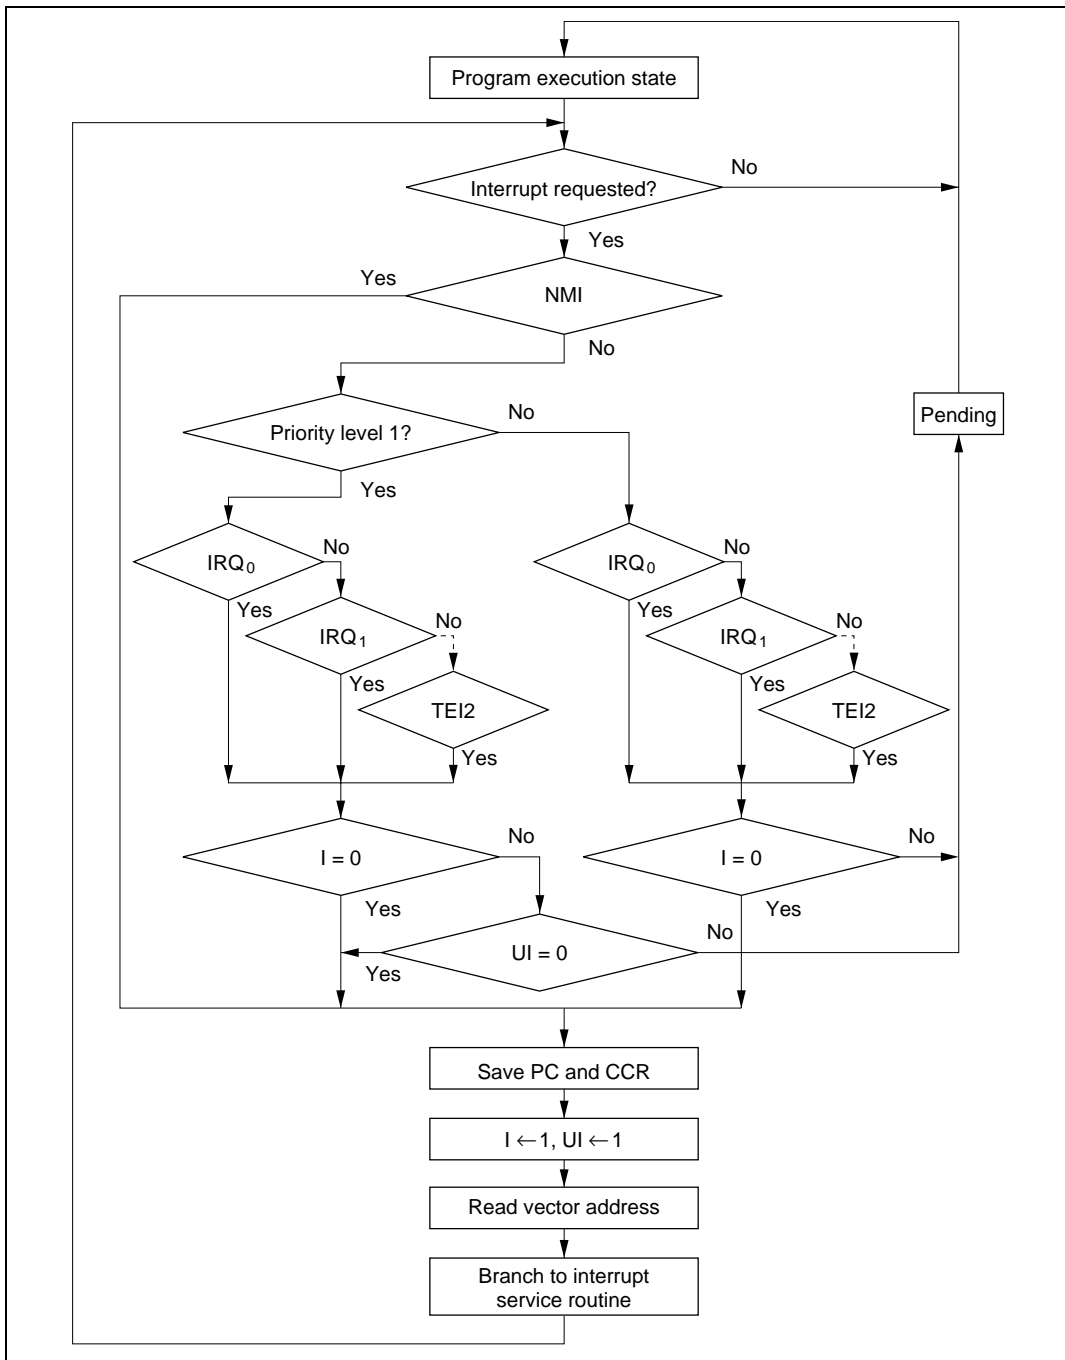 Program execution state
No
Interrupt requested?
Yes
Yes
NMI
No
No
Pending
Priority level 1?
Yes
No
No
IRQ0
IRQ0
Yes
No
Yes
No
IRQ1
IRQ1
Yes
Yes
TEI2
TEI2
Yes
Yes
No
No
I = 0
I = 0
Yes
Yes
No
UI = 0
Yes
Save PC and CCR
I ← 1, UI ← 1
Read vector address
Branch to interrupt
service routine